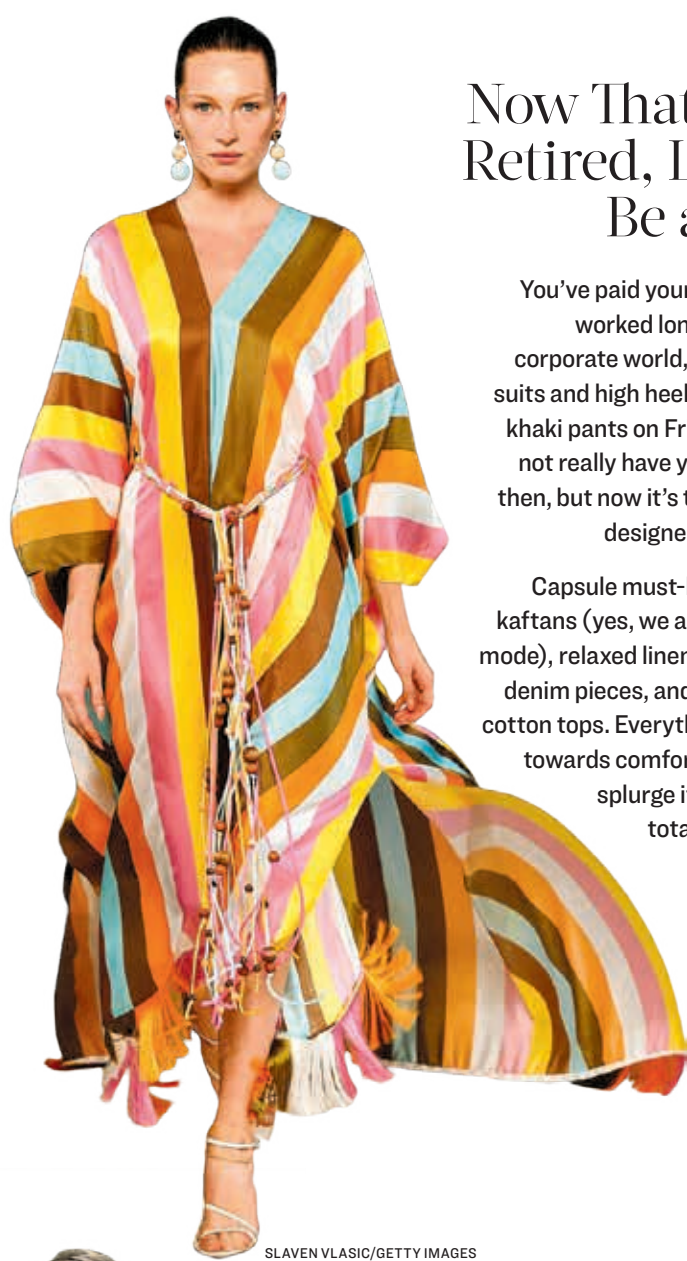 Now That
Retired, L
Be a
You've paid your
worked lon
corporate world,
suits and high heel
khaki pants on Fr
not really have y
then, but now it's t
designe
Capsule must-
kaftans (yes, we a
mode), relaxed linen
denim pieces, and
cotton tops. Everyth
towards comfor
splurge i
tota
SLAVEN VLASIC/GETTY IMAGES